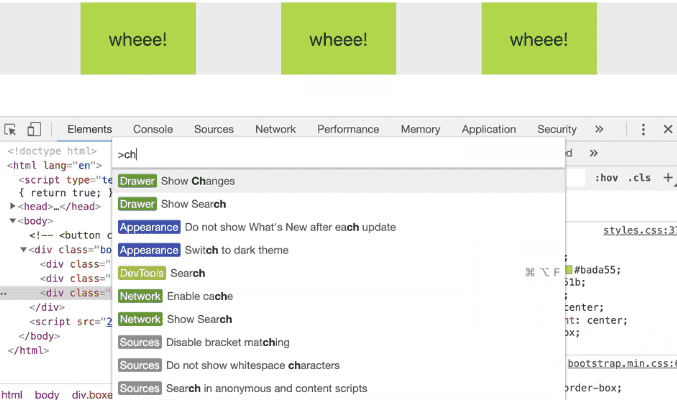 wheee! wheee! wheee!
Elements Console Sources Network Performance Memory Application Security »
<!doctype html>
>ch
»
<html lang="en">
Drawer Show Changes
:hov .cls +
<script type="te
{ return true; }
Drawer Show Search
▶<head>…</head>
▼<body>
Appearance Do not show What's New after each update
styles.css:37
<!-- <button c
▼<div class="bo
Appearance Switch to dark theme
<div class="
DevTools Search ⌘ ⌥ F
#bada55;
<div class="
51b;
<div class="
Network Enable cache
</div>
center;
<script src="2
Network Show Search
nt: center;
</body>
</html>
Sources Disable bracket matching
Sources Do not show whitespace characters
bootstrap.min.css:6
Sources Search in anonymous and content scripts
order-box;
html body div.boxe